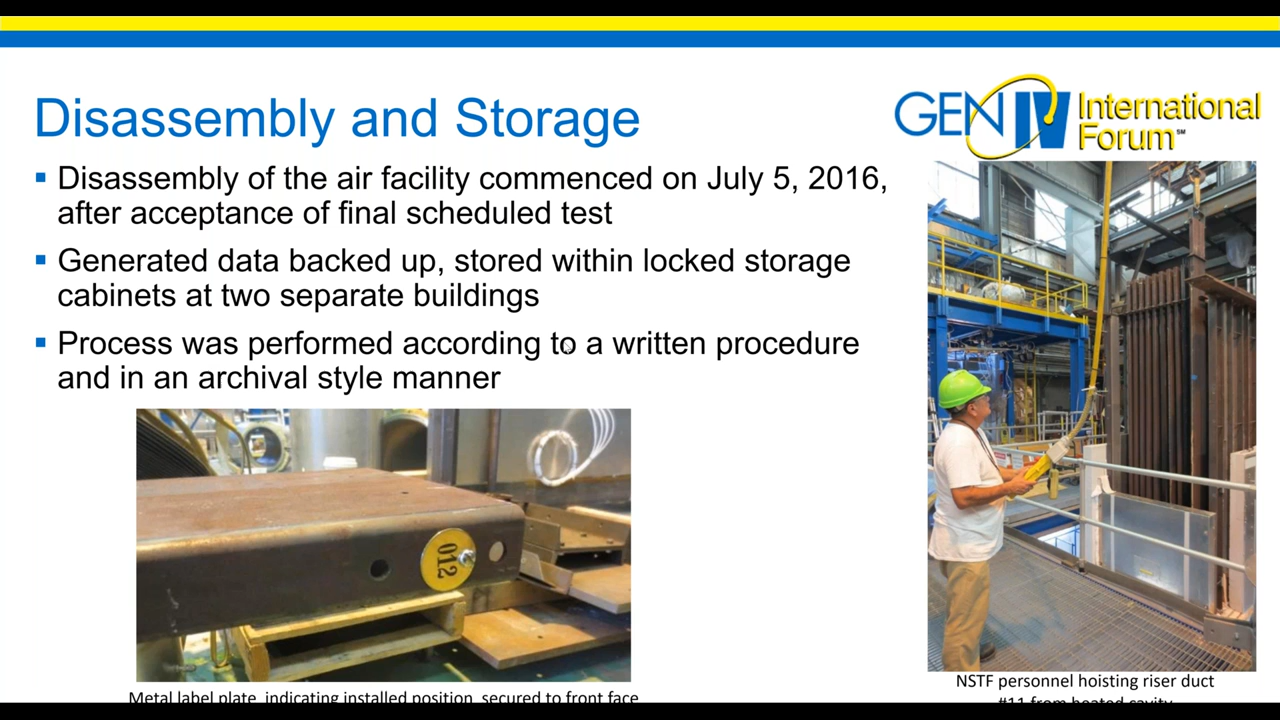 GEN IV International
Forum℠
Disassembly and Storage
Disassembly of the air facility commenced on July 5, 2016,
after acceptance of final scheduled test
Generated data backed up, stored within locked storage
cabinets at two separate buildings
Process was performed according to a written procedure
and in an archival style manner
012
Metal label plate, indicating installed position, secured to front face
NSTF personnel hoisting riser duct
#11 from heated cavity